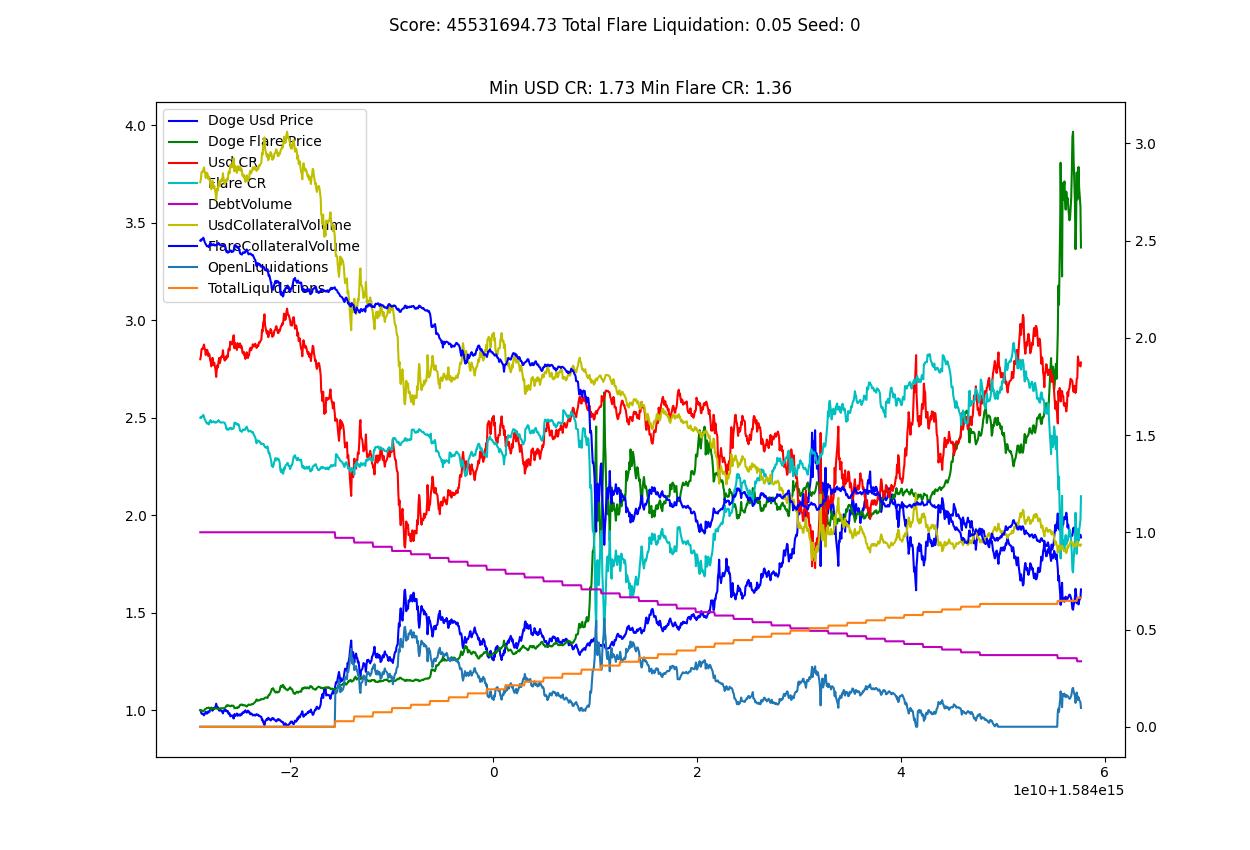 Score: 45531694.73 Total Flare Liquidation: 0.05 Seed: 0
Min USD CR: 1.73 Min Flare CR: 1.36
Doge Usd Price
Doge Flare Price
Usd CR
Flare CR
DebtVolume
UsdCollateralVolume
FlareCollateralVolume
OpenLiquidations
TotalLiquidations
4.0
3.5
3.0
2.5
2.0
1.5
1.0
3.0
2.5
2.0
1.5
1.0
0.5
0.0
−2 0 2 4 6
1e10+1.584e15